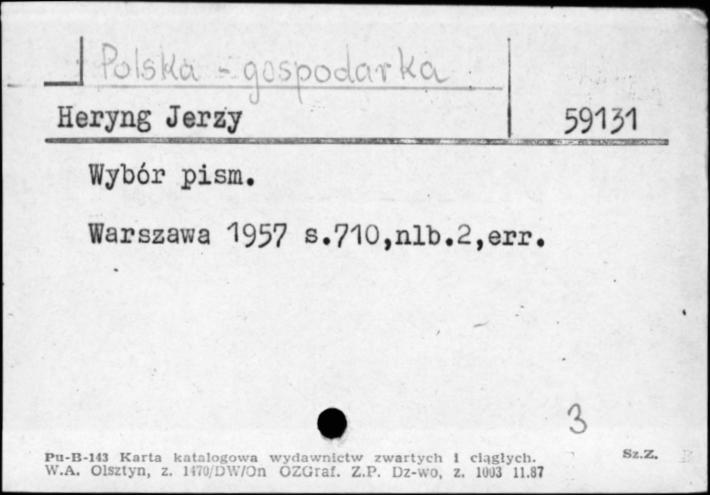 Polska - gospodarka
Heryng Jerzy 59131
Wybór pism.
Warszawa 1957 s.710,nlb.2,err.
3
Pu-B-143 Karta katalogowa wydawnictw zwartych i ciągłych. Sz.Z.
W.A. Olsztyn, z. 1470/DW/On OZGraf. Z.P. Dz-wo, z. 1003 11.87